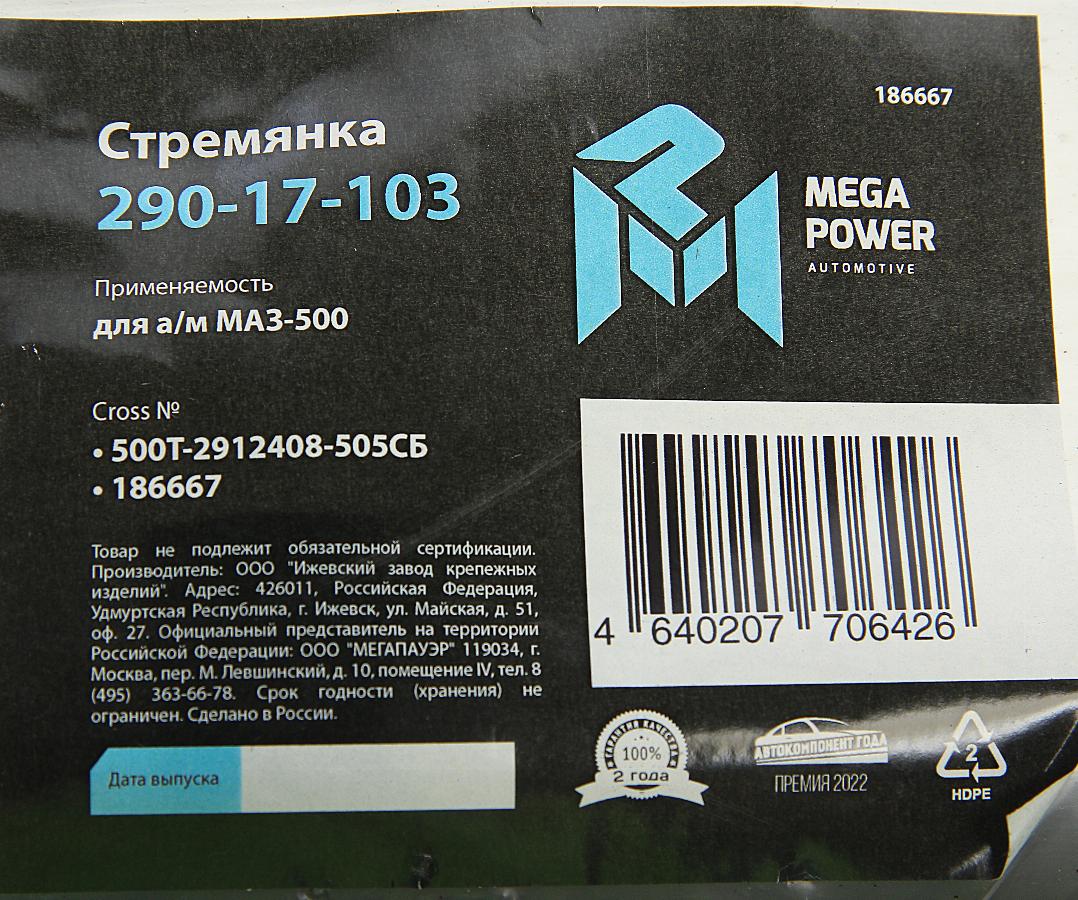 186667
Стремянка
290-17-103
MEGA
POWER
AUTOMOTIVE
Применяемость
для а/м МАЗ-500
Cross №
• 500Т-2912408-505СБ
• 186667
Товар не подлежит обязательной сертификации.
Производитель: ООО "Ижевский завод крепежных
изделий". Адрес: 426011, Российская Федерация,
Удмуртская Республика, г. Ижевск, ул. Майская, д. 51,
оф. 27. Официальный представитель на территории
Российской Федерации: ООО "МЕГАПАУЭР" 119034, г.
Москва, пер. М. Левшинский, д. 10, помещение IV, тел. 8
(495) 363-66-78. Срок годности (хранения) не
ограничен. Сделано в России.
4 640207 706426
Дата выпуска
ГАРАНТИЯ КАЧЕСТВА
100%
2 года
АВТОКОМПОНЕНТ ГОДА
ПРЕМИЯ 2022
2
HDPE